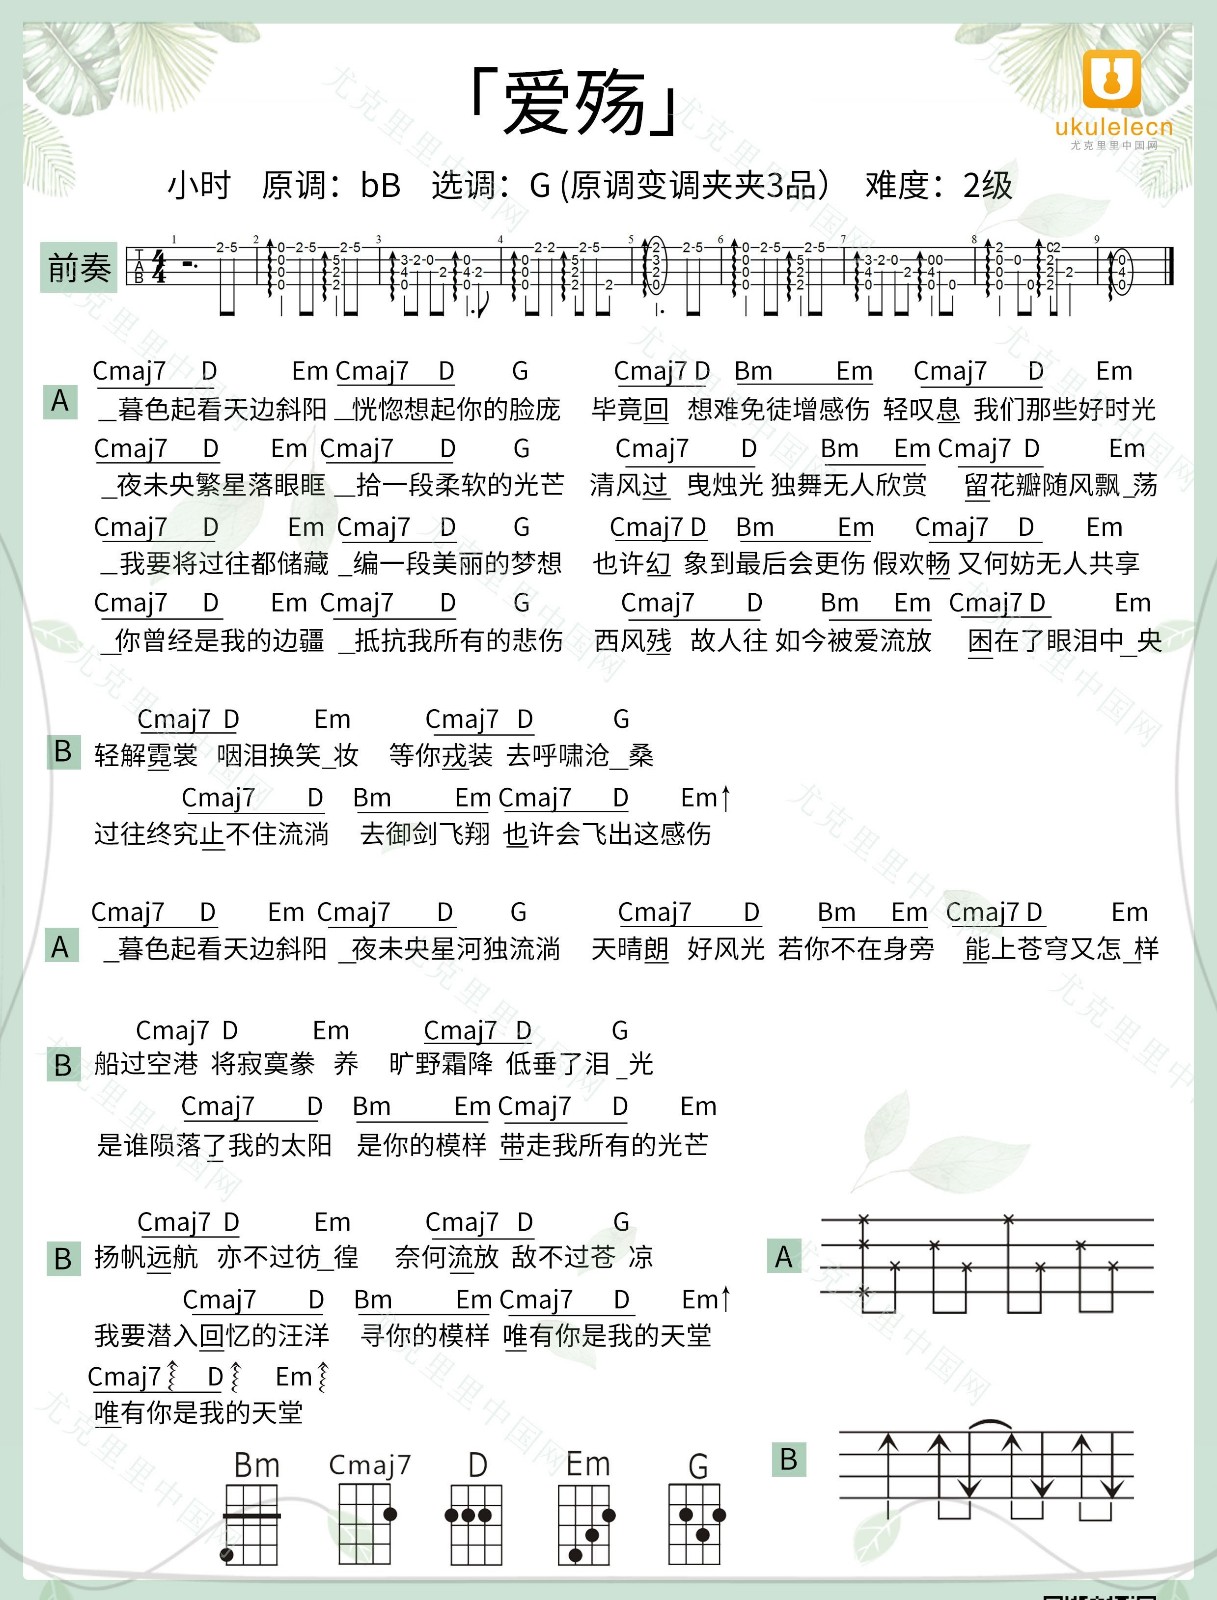 「爱殇」
ukulelecn
尤克里里中国网
小时 原调：bB 选调：G (原调变调夹夹3品） 难度：2级
前奏
Cmaj7 D Em Cmaj7 D G Cmaj7 D Bm Em Cmaj7 D Em
A _暮色起看天边斜阳 _恍惚想起你的脸庞 毕竟回 想难免徒增感伤 轻叹息 我们那些好时光
Cmaj7 D Em Cmaj7 D G Cmaj7 D Bm Em Cmaj7 D Em
_夜未央繁星落眼眶 _拾一段柔软的光芒 清风过 曳烛光 独舞无人欣赏 留花瓣随风飘_荡
Cmaj7 D Em Cmaj7 D G Cmaj7 D Bm Em Cmaj7 D Em
_我要将过往都储藏 _编一段美丽的梦想 也许幻 象到最后会更伤 假欢畅 又何妨无人共享
Cmaj7 D Em Cmaj7 D G Cmaj7 D Bm Em Cmaj7 D Em
_你曾经是我的边疆 _抵抗我所有的悲伤 西风残 故人往 如今被爱流放 困在了眼泪中_央
Cmaj7 D Em Cmaj7 D G
B 轻解霓裳 咽泪换笑_妆 等你戎装 去呼啸沧_桑
Cmaj7 D Bm Em Cmaj7 D Em↑
过往终究止不住流淌 去御剑飞翔 也许会飞出这感伤
Cmaj7 D Em Cmaj7 D G Cmaj7 D Bm Em Cmaj7 D Em
A _暮色起看天边斜阳 _夜未央星河独流淌 天晴朗 好风光 若你不在身旁 能上苍穹又怎_样
Cmaj7 D Em Cmaj7 D G
B 船过空港 将寂寞豢 养 旷野霜降 低垂了泪_光
Cmaj7 D Bm Em Cmaj7 D Em
是谁陨落了我的太阳 是你的模样 带走我所有的光芒
Cmaj7 D Em Cmaj7 D G
B 扬帆远航 亦不过彷_徨 奈何流放 敌不过苍 凉
Cmaj7 D Bm Em Cmaj7 D Em↑
我要潜入回忆的汪洋 寻你的模样 唯有你是我的天堂
Cmaj7 D Em
唯有你是我的天堂
A
B
Bm Cmaj7 D Em G